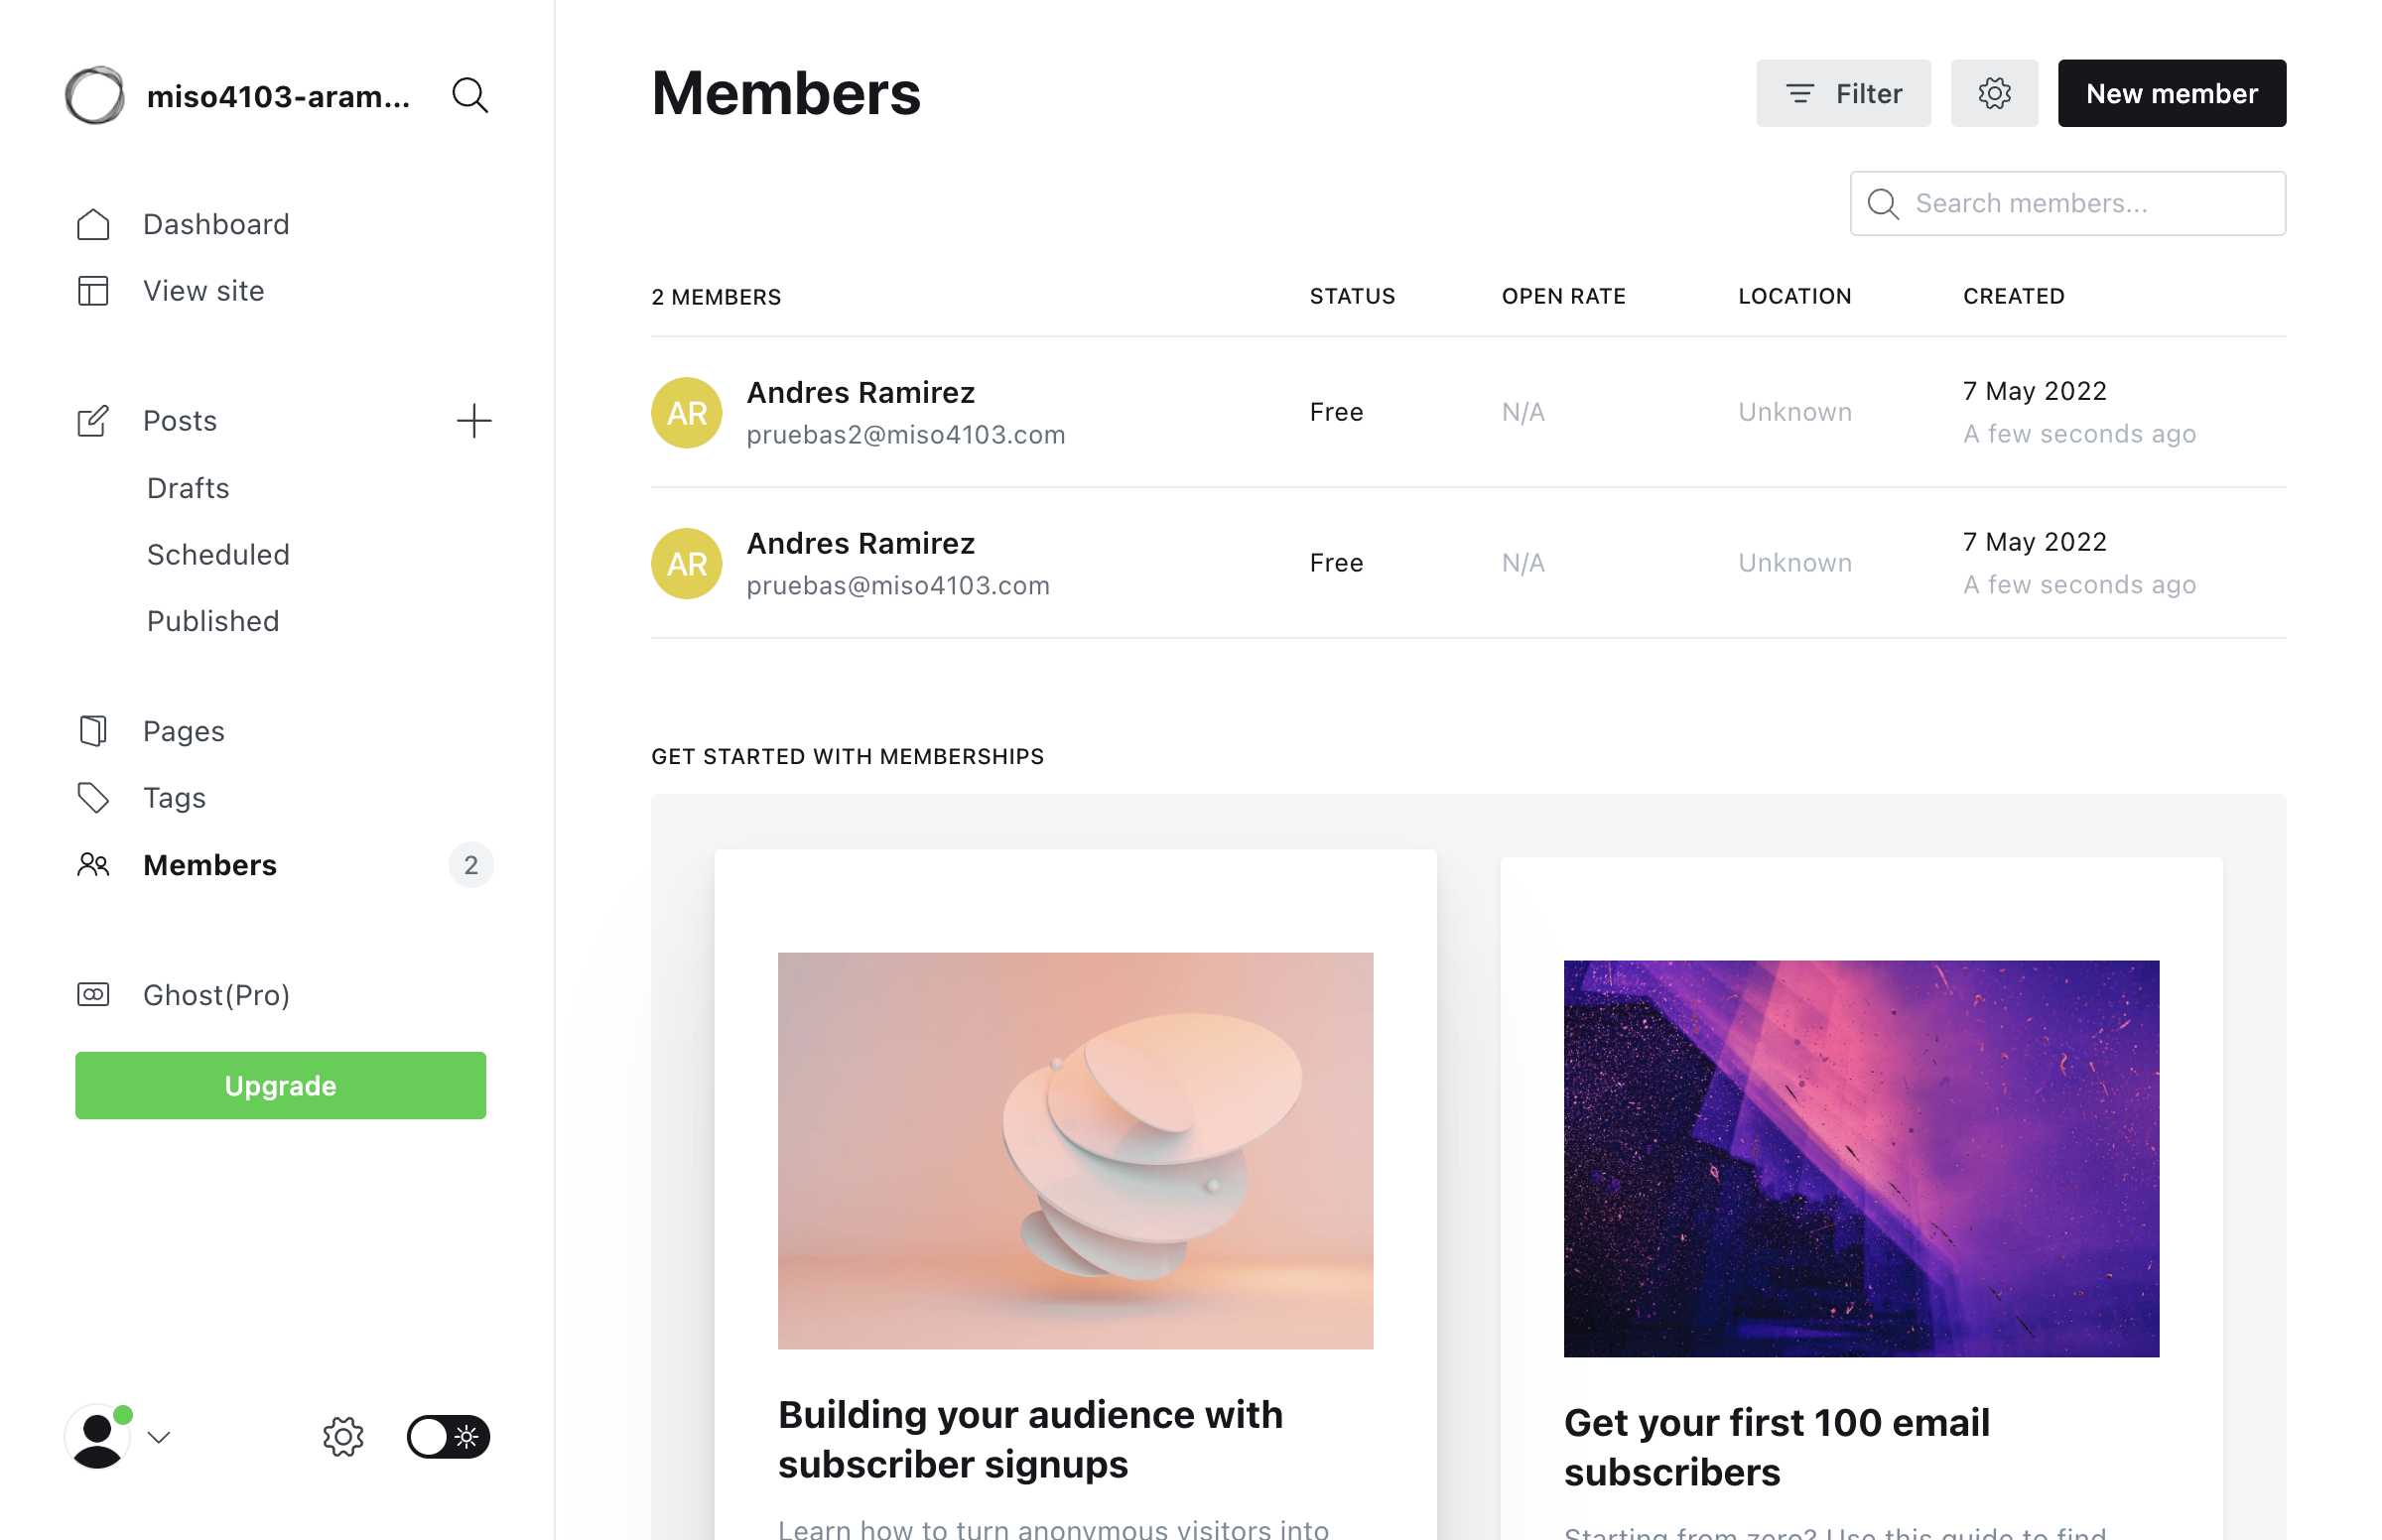 miso4103-aram...
Dashboard
View site
Posts
Drafts
Scheduled
Published
Pages
Tags
Members 2
Ghost(Pro)
Upgrade
Members
Filter
New member
Search members...
2 MEMBERS STATUS OPEN RATE LOCATION CREATED
AR Andres Ramirez Free N/A Unknown 7 May 2022
pruebas2@miso4103.com A few seconds ago
AR Andres Ramirez Free N/A Unknown 7 May 2022
pruebas@miso4103.com A few seconds ago
GET STARTED WITH MEMBERSHIPS
Building your audience with
subscriber signups
Learn how to turn anonymous visitors into
Get your first 100 email
subscribers
Starting from zero? Use this guide to find